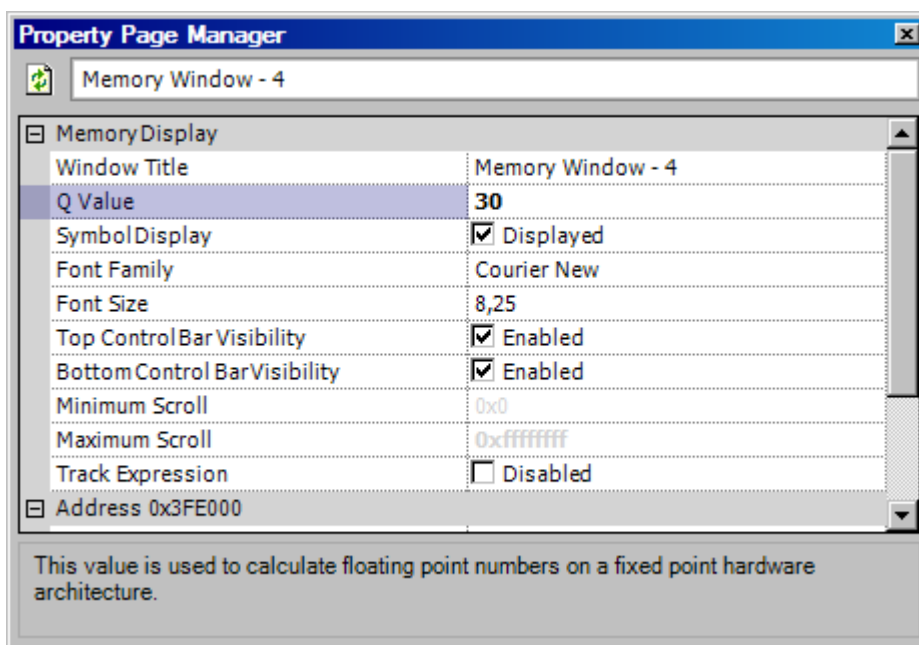 Property Page Manager
Memory Window - 4
Memory Display
Window Title Memory Window - 4
Q Value 30
Symbol Display Displayed
Font Family Courier New
Font Size 8,25
Top Control Bar Visibility Enabled
Bottom Control Bar Visibility Enabled
Minimum Scroll 0x0
Maximum Scroll 0xffffffff
Track Expression Disabled
Address 0x3FE000
This value is used to calculate floating point numbers on a fixed point hardware
architecture.